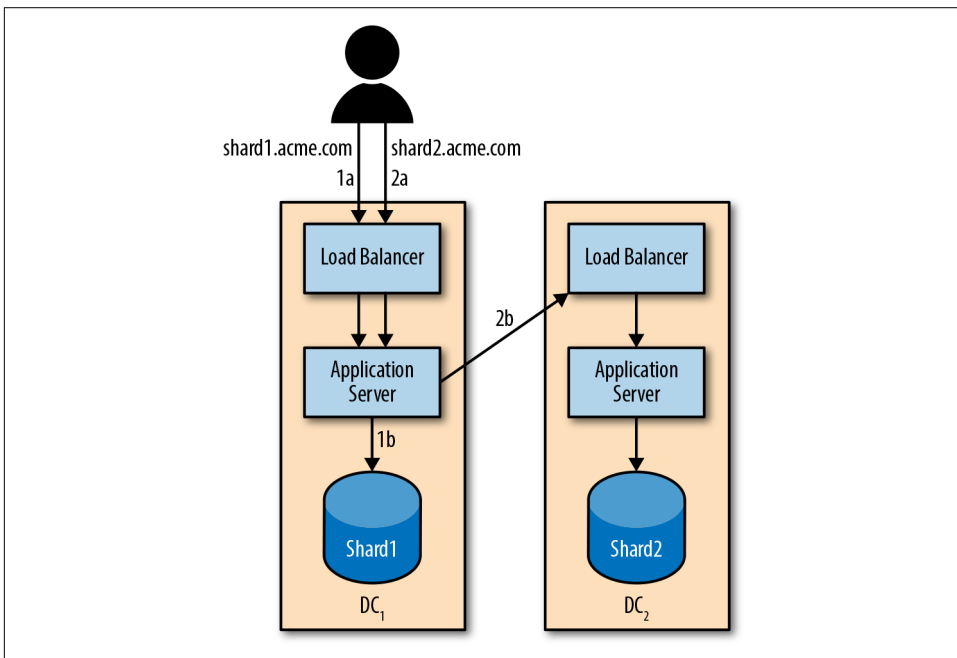 shard1.acme.com
shard2.acme.com
1a
2a
Load Balancer
Load Balancer
2b
Application
Server
Application
Server
1b
Shard1
Shard2
DC₁
DC₂